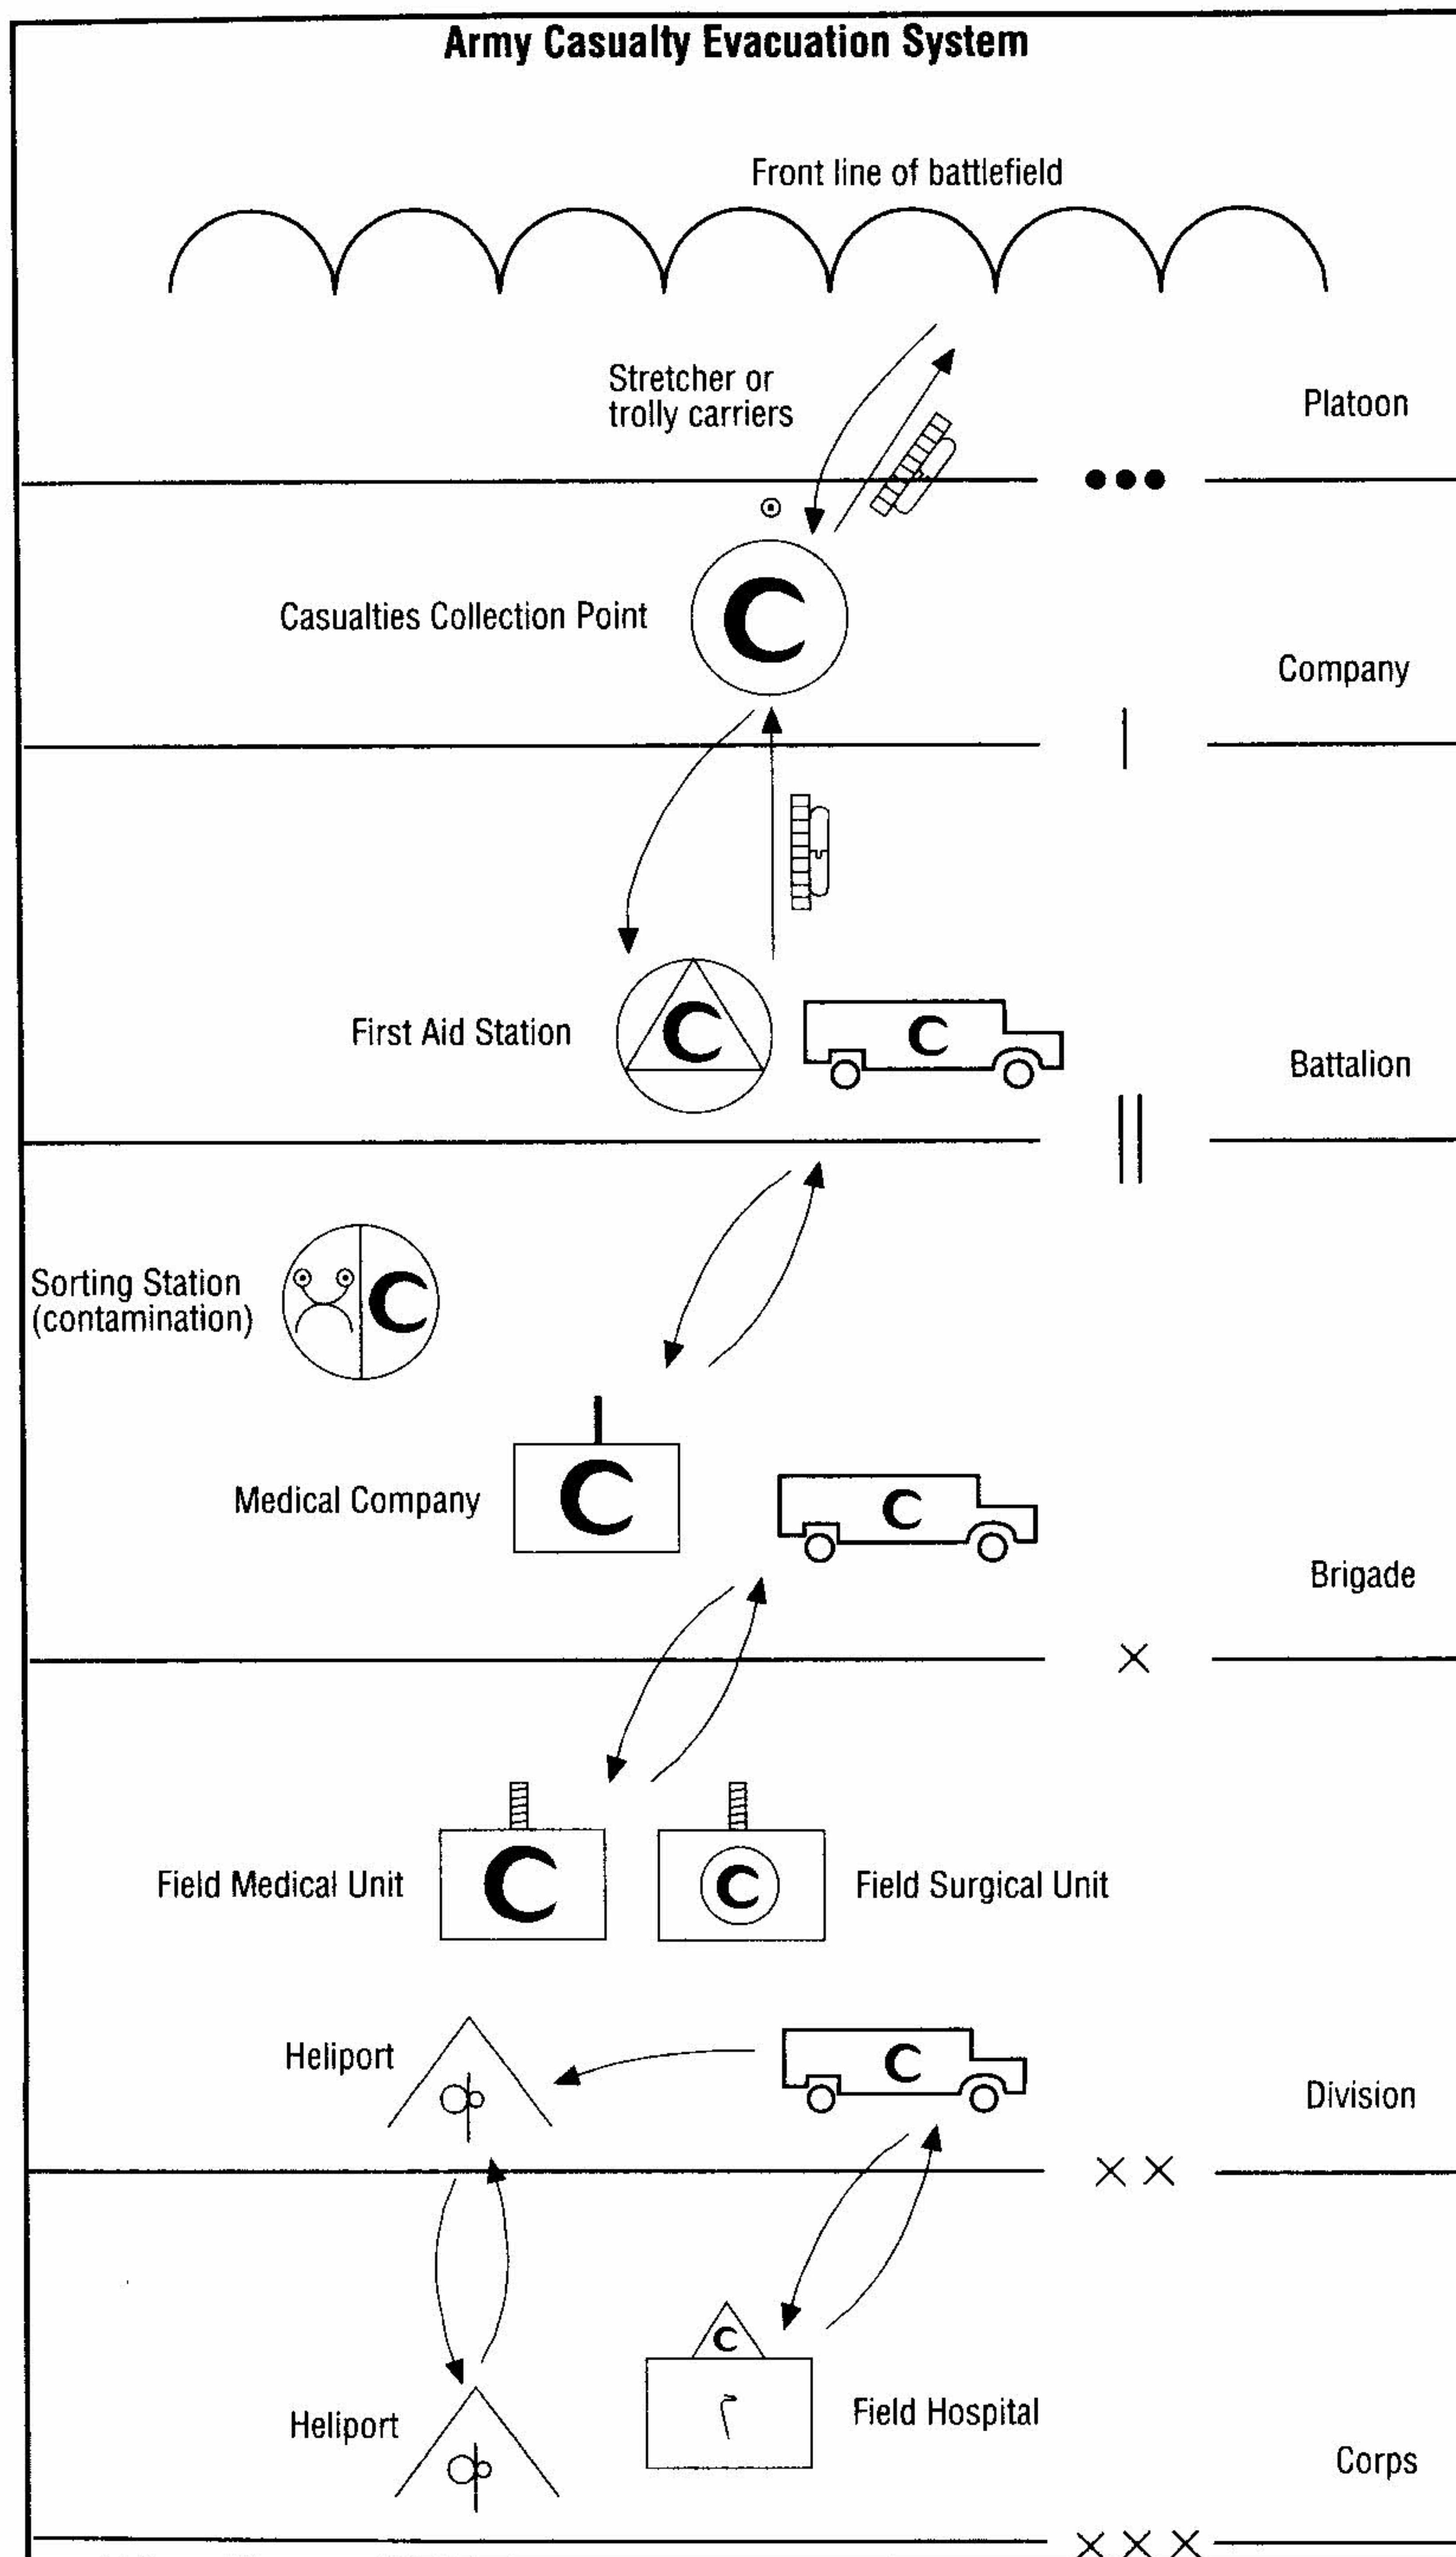 Army Casualty Evacuation System
Front line of battlefield
Stretcher or
trolly carriers
Platoon
Casualties Collection Point
Company
First Aid Station
Battalion
Sorting Station
(contamination)
Medical Company
Brigade
Field Medical Unit
Field Surgical Unit
Heliport
Division
Heliport
Field Hospital
Corps